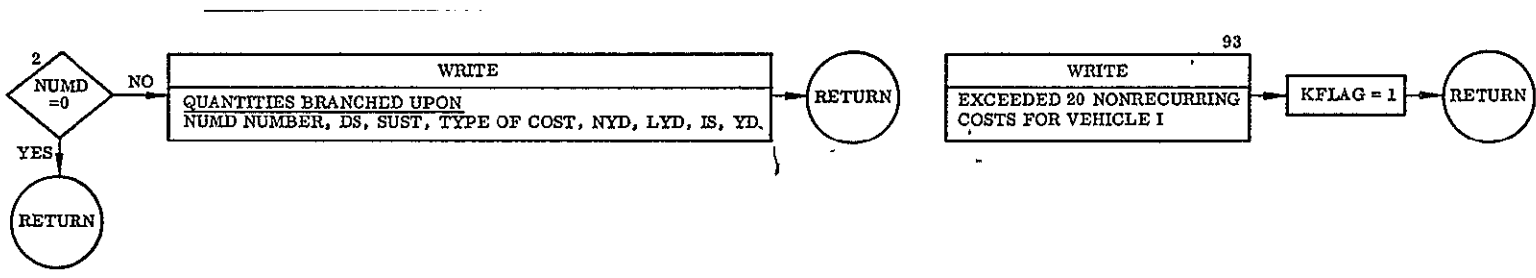 2
NUMD
=0
NO
YES
RETURN
WRITE
QUANTITIES BRANCHED UPON
NUMD NUMBER, DS, SUST, TYPE OF COST, NYD, LYD, IS, YD.
RETURN
93
WRITE
EXCEEDED 20 NONRECURRING
COSTS FOR VEHICLE I
KFLAG = 1
RETURN